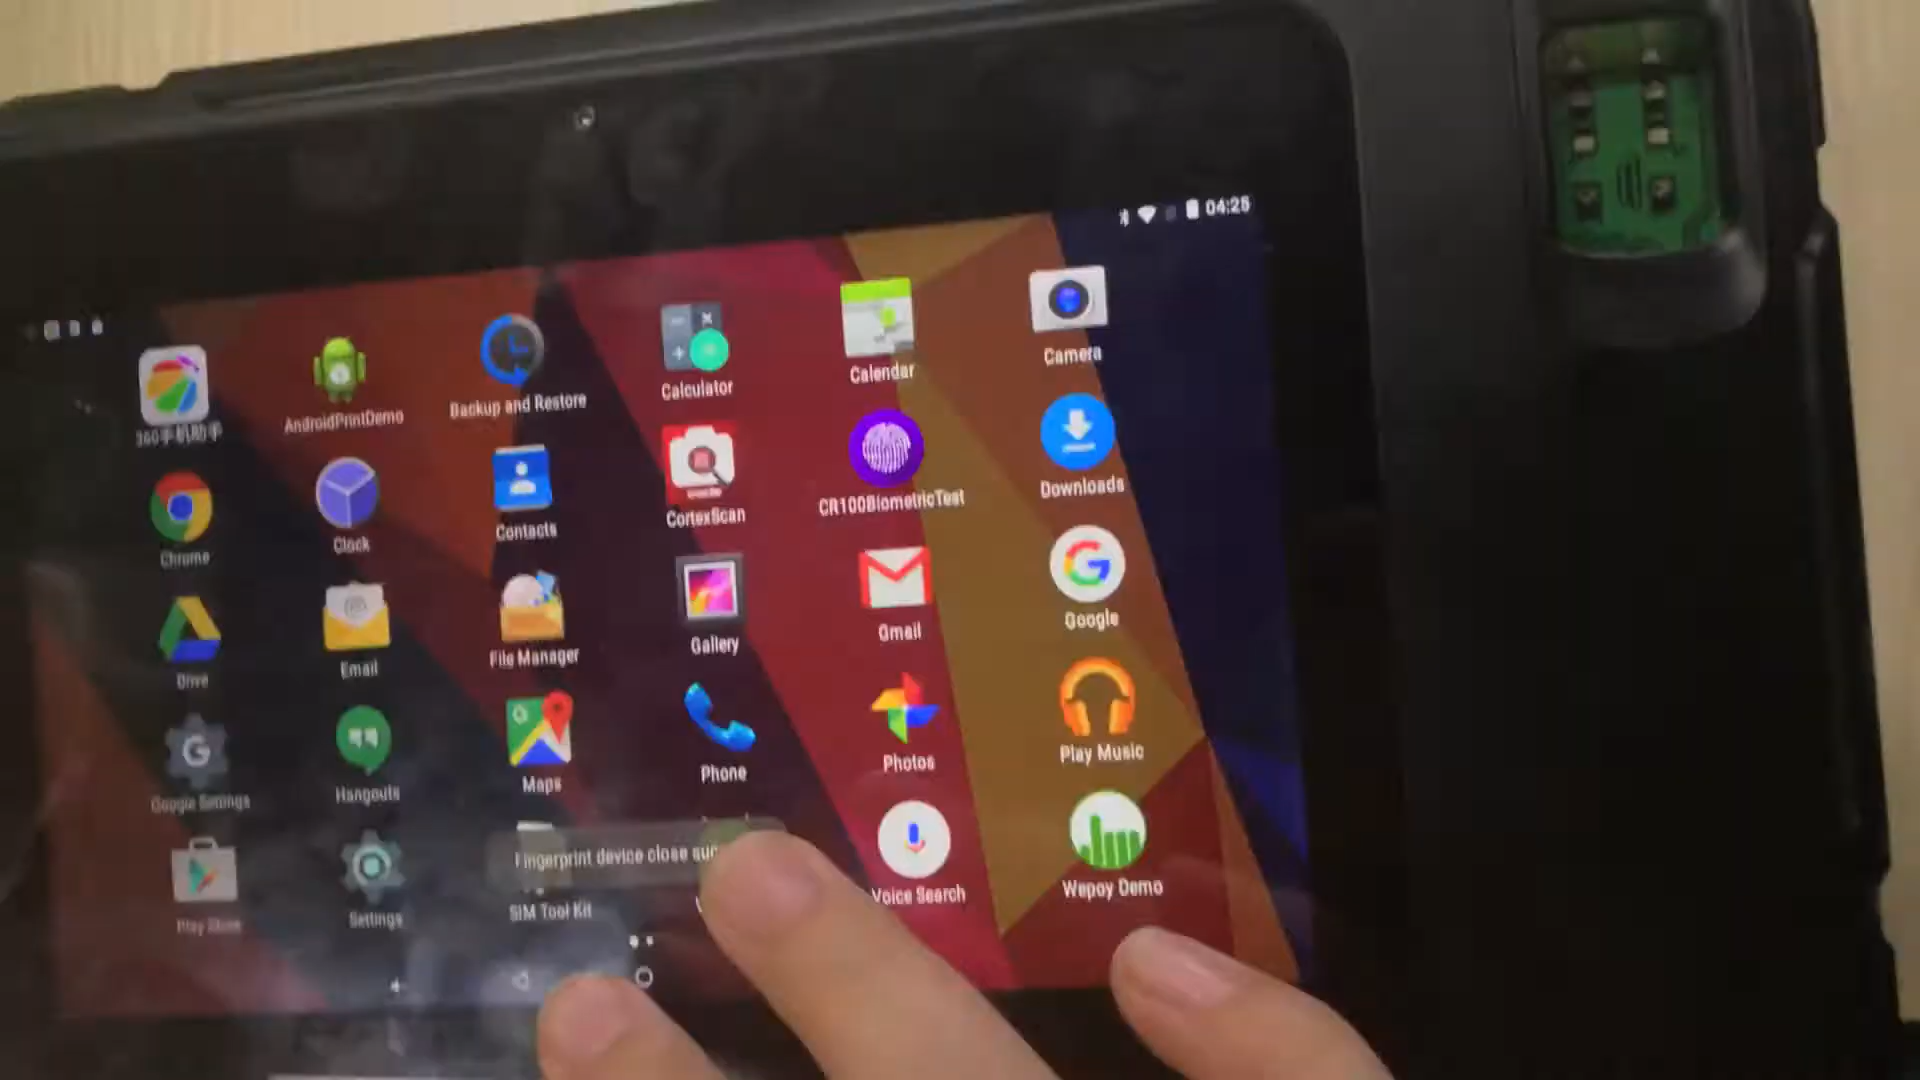 04:25
360手机助手
AndroidPrintDemo
Backup and Restore
Calculator
Calendar
Camera
Chrome
Clock
Contacts
CortexScan
CR100BiometricTest
Downloads
Drive
Email
File Manager
Gallery
Gmail
Google
Google Settings
Hangouts
Maps
Phone
Photos
Play Music
Play Store
Settings
Fingerprint device close suc
SIM Tool Kit
Voice Search
Wepoy Demo